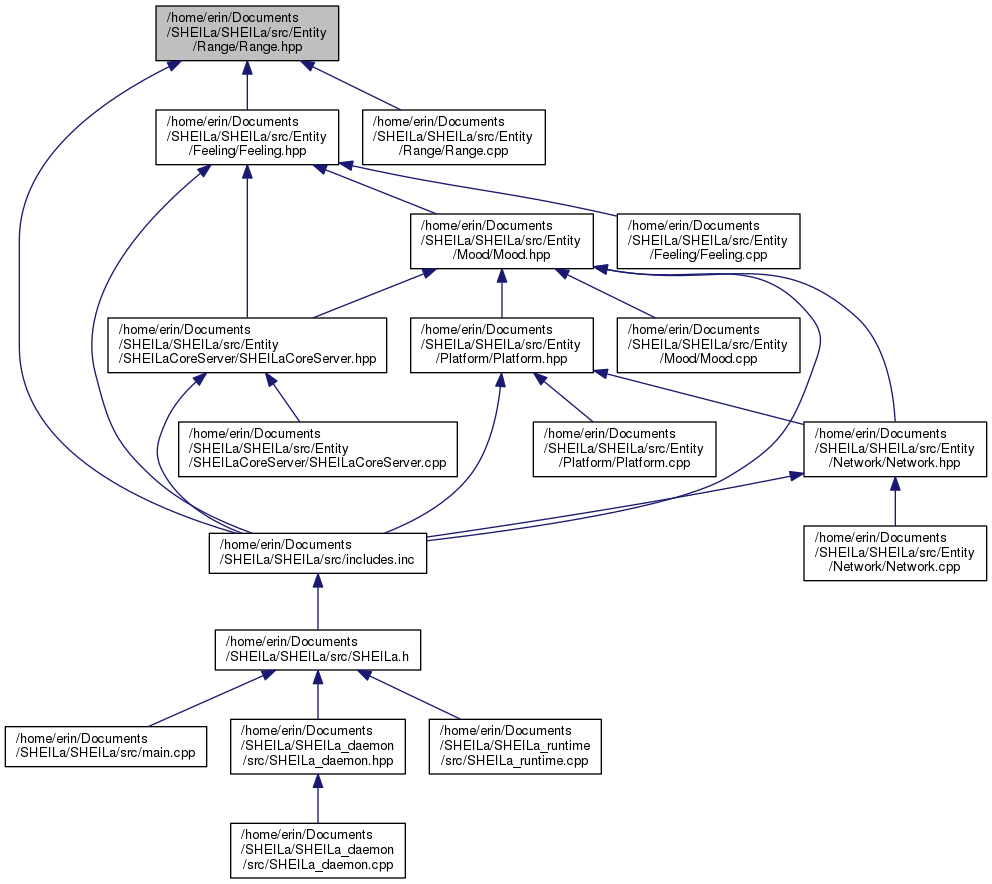 /home/erin/Documents
/SHEILa/SHEILa/src/Entity
/Range/Range.hpp
/home/erin/Documents
/SHEILa/SHEILa/src/Entity
/Feeling/Feeling.hpp
/home/erin/Documents
/SHEILa/SHEILa/src/Entity
/Range/Range.cpp
/home/erin/Documents
/SHEILa/SHEILa/src/Entity
/Mood/Mood.hpp
/home/erin/Documents
/SHEILa/SHEILa/src/Entity
/Feeling/Feeling.cpp
/home/erin/Documents
/SHEILa/SHEILa/src/Entity
/SHEILaCoreServer/SHEILaCoreServer.hpp
/home/erin/Documents
/SHEILa/SHEILa/src/Entity
/Platform/Platform.hpp
/home/erin/Documents
/SHEILa/SHEILa/src/Entity
/Mood/Mood.cpp
/home/erin/Documents
/SHEILa/SHEILa/src/Entity
/SHEILaCoreServer/SHEILaCoreServer.cpp
/home/erin/Documents
/SHEILa/SHEILa/src/Entity
/Platform/Platform.cpp
/home/erin/Documents
/SHEILa/SHEILa/src/Entity
/Network/Network.hpp
/home/erin/Documents
/SHEILa/SHEILa/src/includes.inc
/home/erin/Documents
/SHEILa/SHEILa/src/Entity
/Network/Network.cpp
/home/erin/Documents
/SHEILa/SHEILa/src/SHEILa.h
/home/erin/Documents
/SHEILa/SHEILa/src/main.cpp
/home/erin/Documents
/SHEILa/SHEILa_daemon
/src/SHEILa_daemon.hpp
/home/erin/Documents
/SHEILa/SHEILa_runtime
/src/SHEILa_runtime.cpp
/home/erin/Documents
/SHEILa/SHEILa_daemon
/src/SHEILa_daemon.cpp